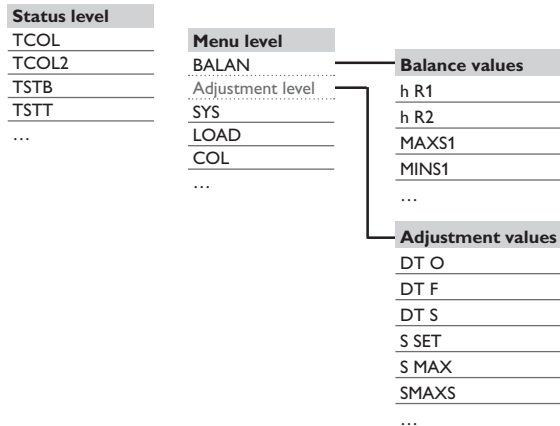 Status level
TCOL
TCOL2
TSTB
TSTT
…
Menu level
BALAN
Adjustment level
SYS
LOAD
COL
…
Balance values
h R1
h R2
MAXS1
MINS1
…
Adjustment values
DT O
DT F
DT S
S SET
S MAX
SMAXS
…